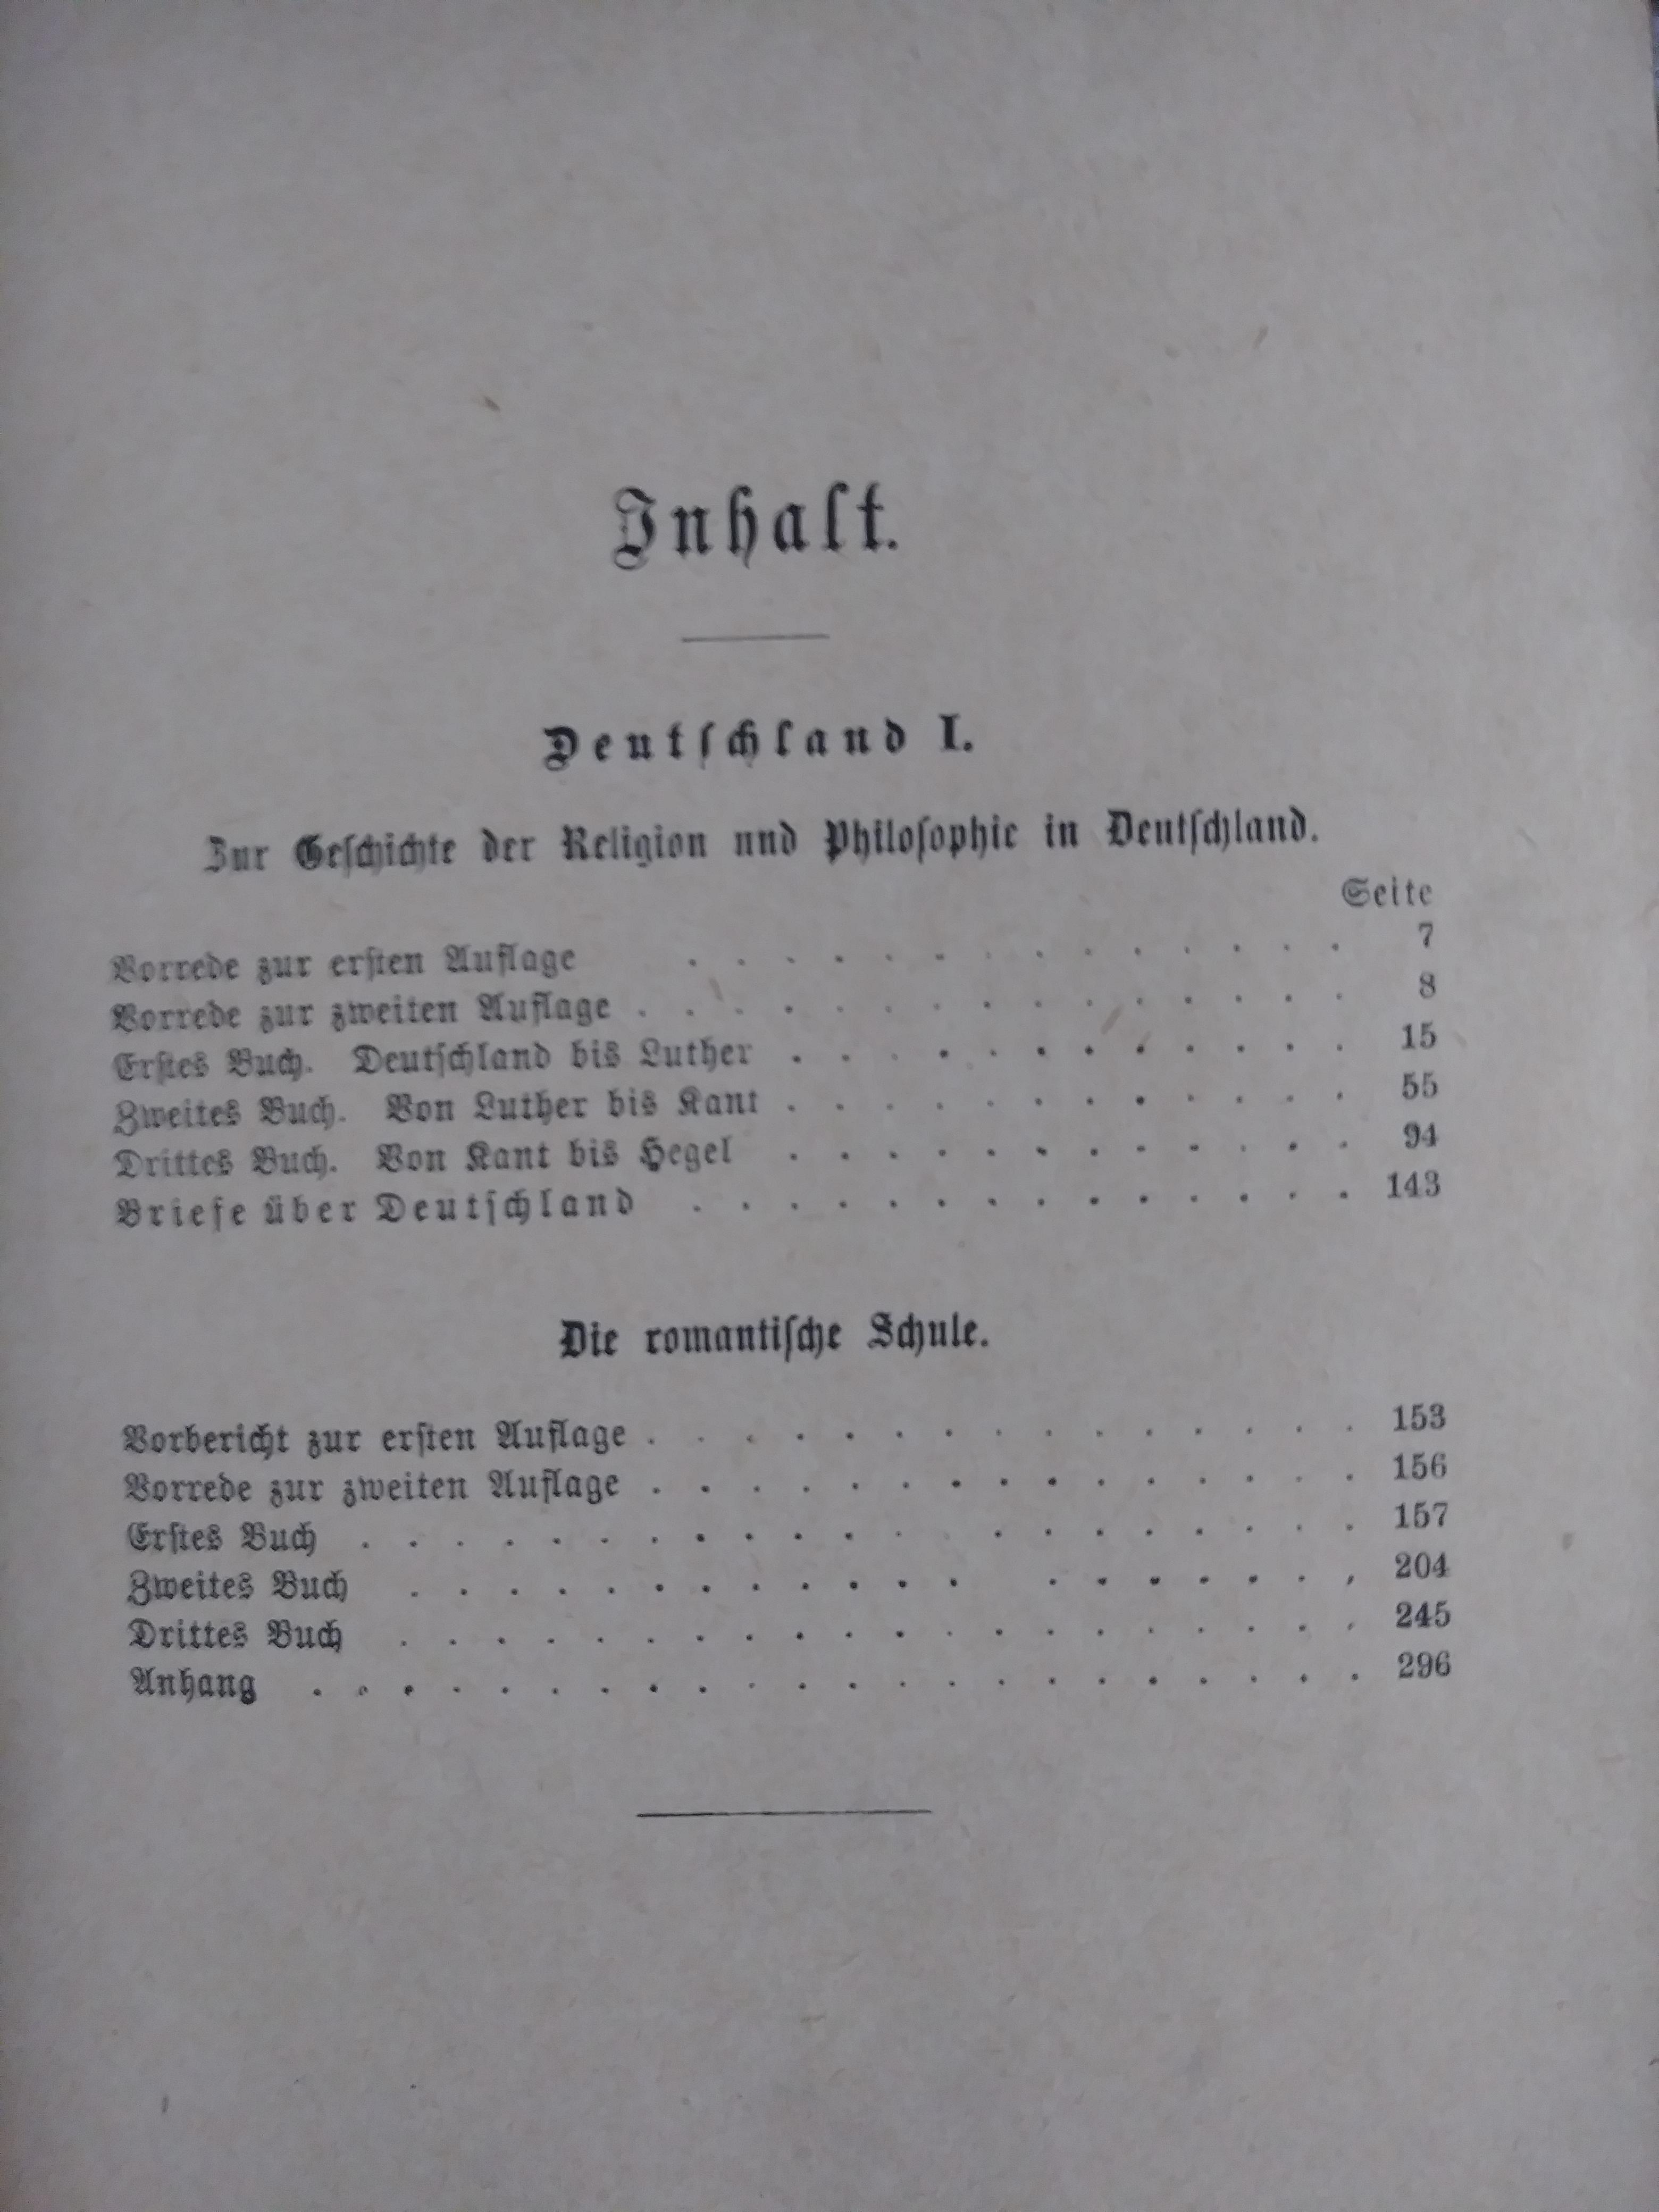 Inhalt.
Deutſchland I.
Zur Geſchichte der Religion und Philoſophie in Deutſchland.
Seite
Vorrede zur erſten Auflage . . . . . . . . . . . . . . 7
Vorrede zur zweiten Auflage . . . . . . . . . . . . . . . 8
Erſtes Buch. Deutſchland bis Luther . . . . . . . . . . . . 15
Zweites Buch. Von Luther bis Kant . . . . . . . . . . . . 55
Drittes Buch. Von Kant bis Hegel . . . . . . . . . . . . 94
Briefe über Deutſchland . . . . . . . . . . . . . . 143
Die romantiſche Schule.
Vorbericht zur erſten Auflage . . . . . . . . . . . . . . . 153
Vorrede zur zweiten Auflage . . . . . . . . . . . . . . . 156
Erſtes Buch . . . . . . . . . . . . . . . . . . . . 157
Zweites Buch . . . . . . . . . . . . . . . . . . , 204
Drittes Buch . . . . . . . . . . . . . . . . . . . . 245
Anhang . . . . . . . . . . . . . . . . . . . . . . 296